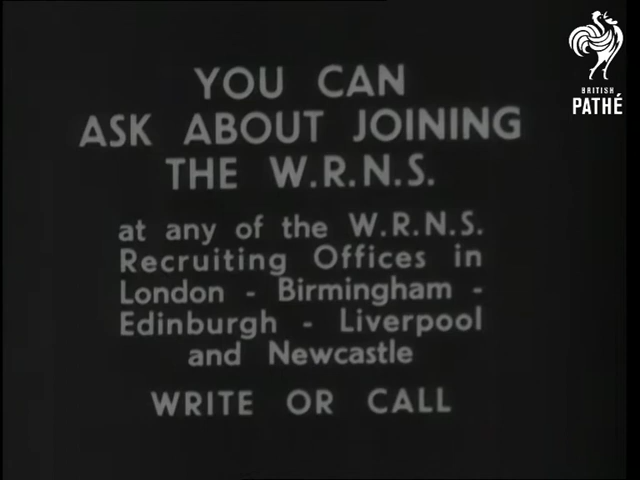 BRITISH
PATHÉ
YOU CAN
ASK ABOUT JOINING
THE W.R.N.S.
at any of the W.R.N.S.
Recruiting Offices in
London - Birmingham -
Edinburgh - Liverpool
and Newcastle
WRITE OR CALL